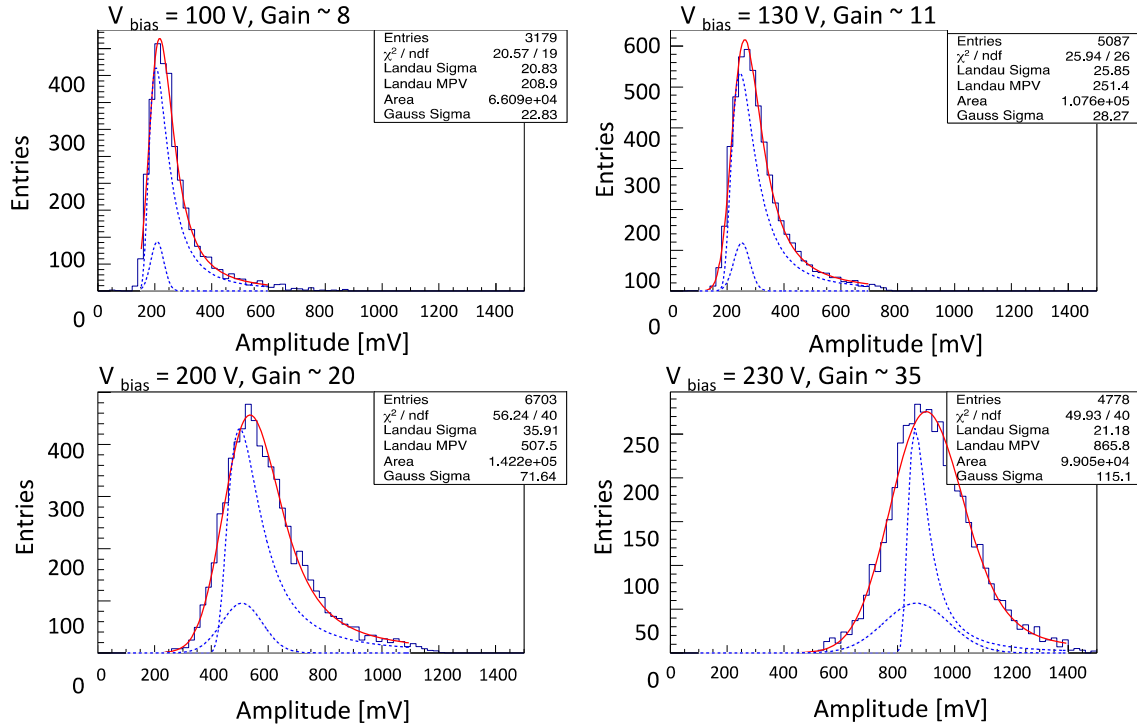 V bias = 100 V, Gain ~ 8
Entries 3179
χ² / ndf 20.57 / 19
Landau Sigma 20.83
Landau MPV 208.9
Area 6.609e+04
Gauss Sigma 22.83
400
300
200
100
0
Entries
0 200 400 600 800 1000 1200 1400
Amplitude [mV]
V bias = 130 V, Gain ~ 11
Entries 5087
χ² / ndf 25.94 / 26
Landau Sigma 25.85
Landau MPV 251.4
Area 1.076e+05
Gauss Sigma 28.27
600
500
400
300
200
100
0
Entries
0 200 400 600 800 1000 1200 1400
Amplitude [mV]
V bias = 200 V, Gain ~ 20
Entries 6703
χ² / ndf 56.24 / 40
Landau Sigma 35.91
Landau MPV 507.5
Area 1.422e+05
Gauss Sigma 71.64
400
300
200
100
0
Entries
0 200 400 600 800 1000 1200 1400
Amplitude [mV]
V bias = 230 V, Gain ~ 35
Entries 4778
χ² / ndf 49.93 / 40
Landau Sigma 21.18
Landau MPV 865.8
Area 9.905e+04
Gauss Sigma 115.1
250
200
150
100
50
0
Entries
0 200 400 600 800 1000 1200 1400
Amplitude [mV]